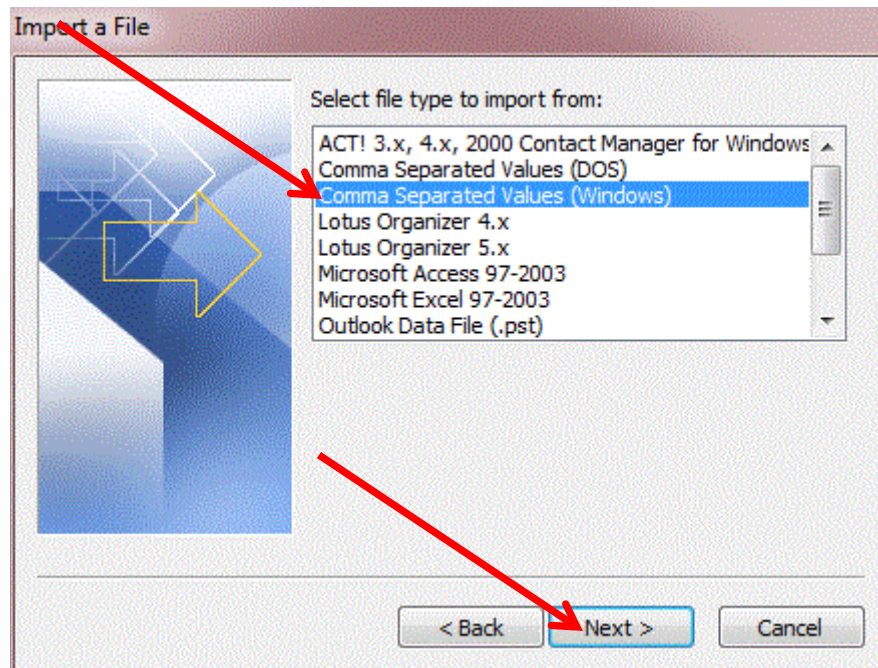 Import a File
Select file type to import from:
ACT! 3.x, 4.x, 2000 Contact Manager for Windows
Comma Separated Values (DOS)
Comma Separated Values (Windows)
Lotus Organizer 4.x
Lotus Organizer 5.x
Microsoft Access 97-2003
Microsoft Excel 97-2003
Outlook Data File (.pst)
< Back Next > Cancel